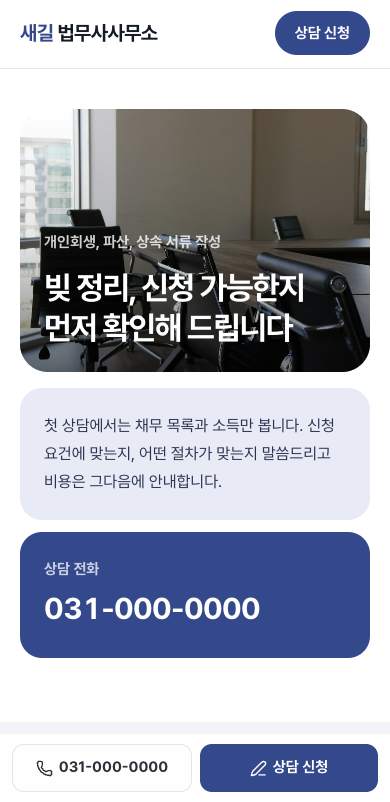 새길 법무사사무소
상담 신청
개인회생, 파산, 상속 서류 작성
빚 정리, 신청 가능한지
먼저 확인해 드립니다
첫 상담에서는 채무 목록과 소득만 봅니다. 신청
요건에 맞는지, 어떤 절차가 맞는지 말씀드리고
비용은 그다음에 안내합니다.
상담 전화
031-000-0000
031-000-0000
상담 신청